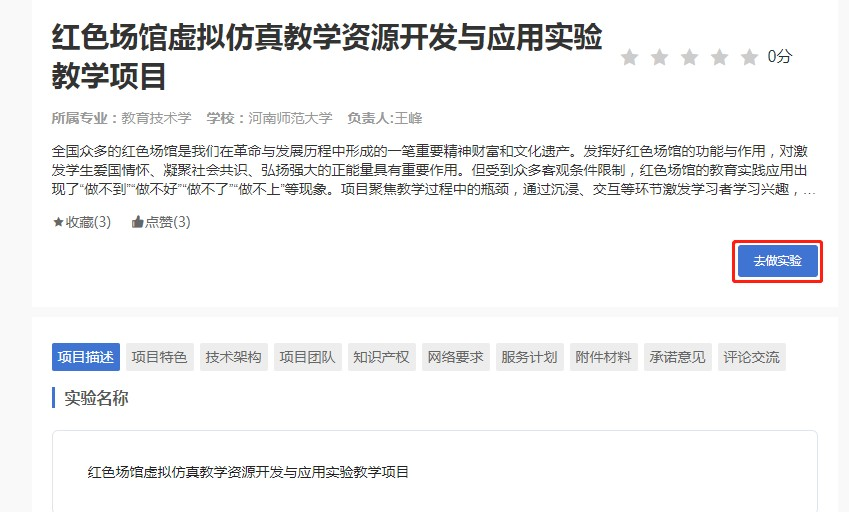 红色场馆虚拟仿真教学资源开发与应用实验
教学项目
0分
所属专业：教育技术学 学校：河南师范大学 负责人:王峰
全国众多的红色场馆是我们在革命与发展历程中形成的一笔重要精神财富和文化遗产。发挥好红色场馆的功能与作用，对激
发学生爱国情怀、凝聚社会共识、弘扬强大的正能量具有重要作用。但受到众多客观条件限制，红色场馆的教育实践应用出
现了“做不到”“做不好”“做不了”“做不上”等现象。项目聚焦教学过程中的瓶颈，通过沉浸、交互等环节激发学习者学习兴趣，...
收藏(3) 点赞(3)
去做实验
项目描述 项目特色 技术架构 项目团队 知识产权 网络要求 服务计划 附件材料 承诺意见 评论交流
实验名称
红色场馆虚拟仿真教学资源开发与应用实验教学项目